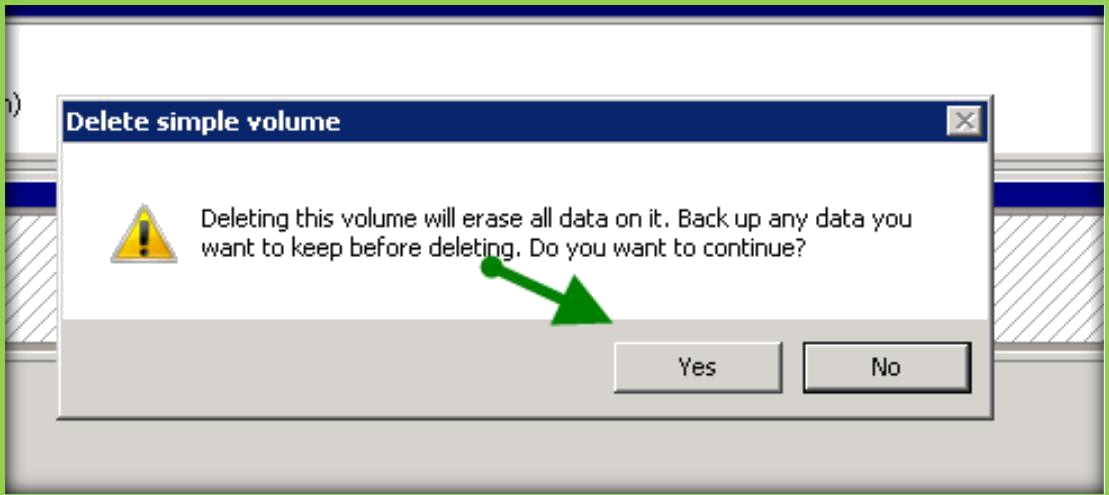 n)
Delete simple volume
Deleting this volume will erase all data on it. Back up any data you
want to keep before deleting. Do you want to continue?
Yes
No